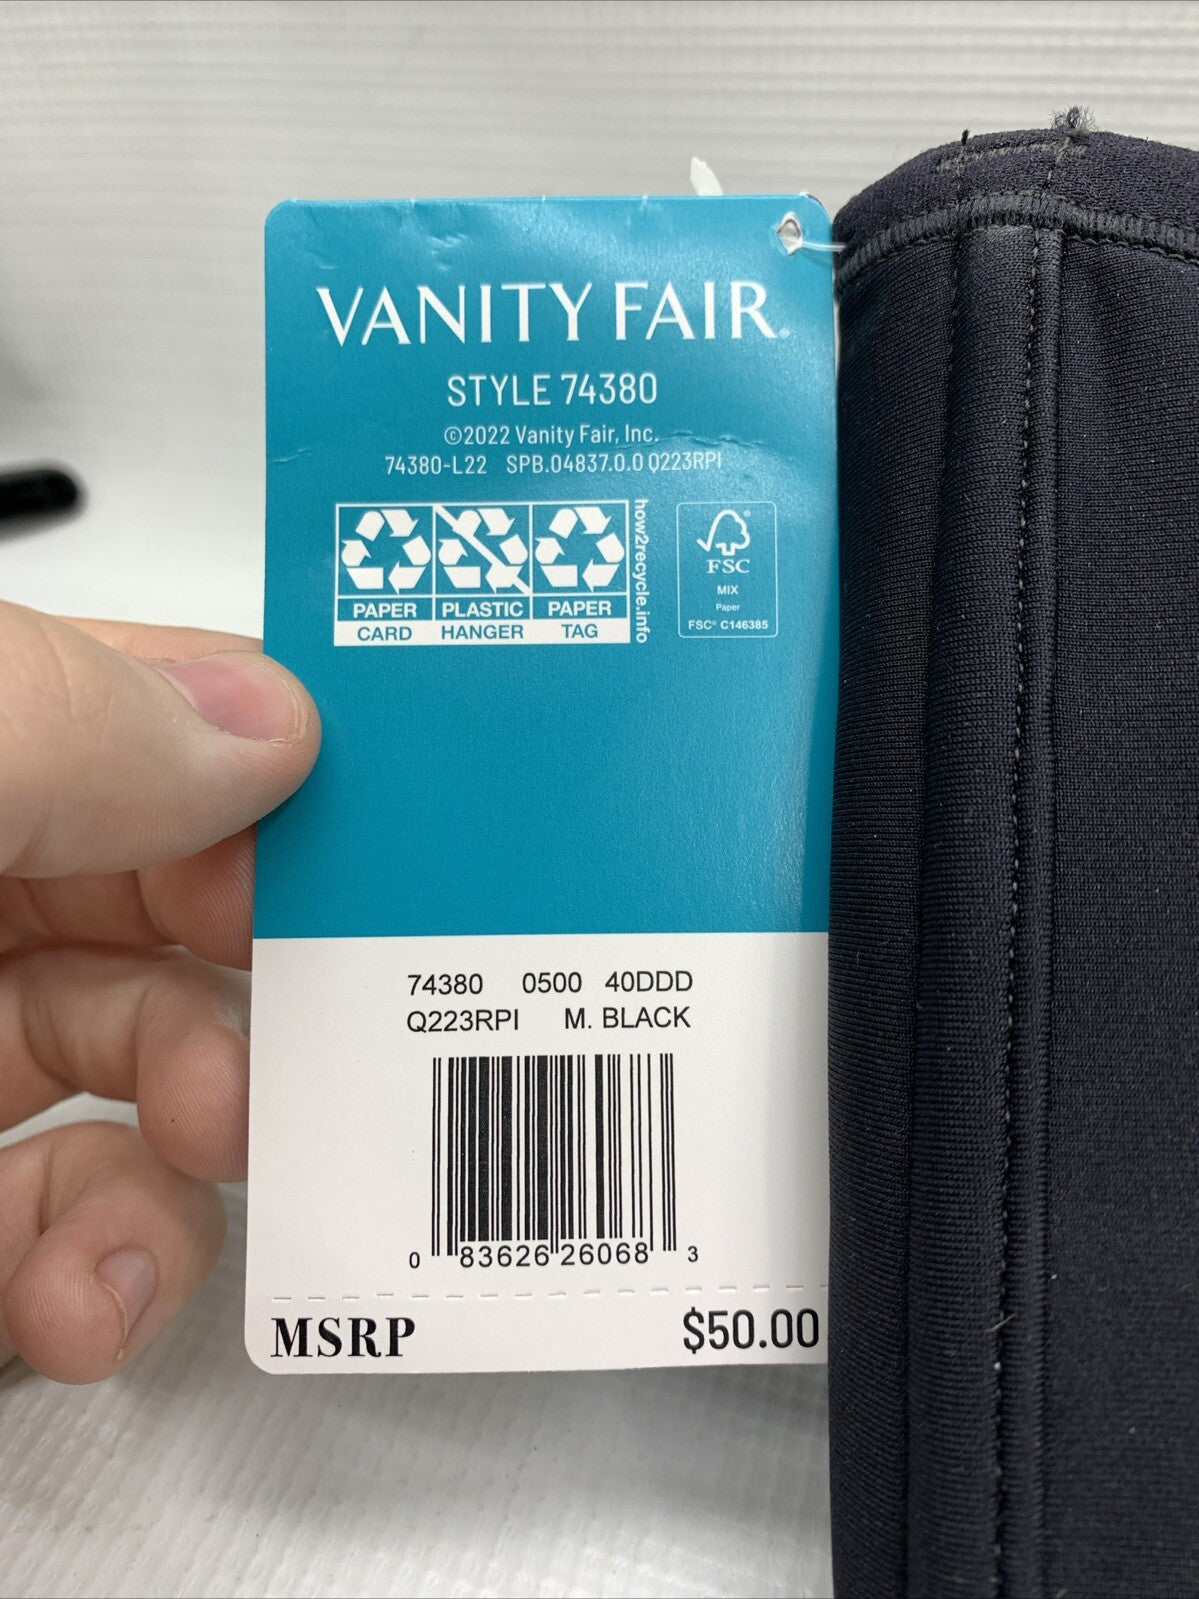 VANITY FAIR®
STYLE 74380
©2022 Vanity Fair, Inc.
74380-L22 SPB.04837.0.0 Q223RPI
PAPER PLASTIC PAPER
CARD HANGER TAG
how2recycle.info
®
FSC
MIX
Paper
FSC® C146385
74380 0500 40DDD
Q223RPI M. BLACK
0 83626 26068 3
MSRP $50.00